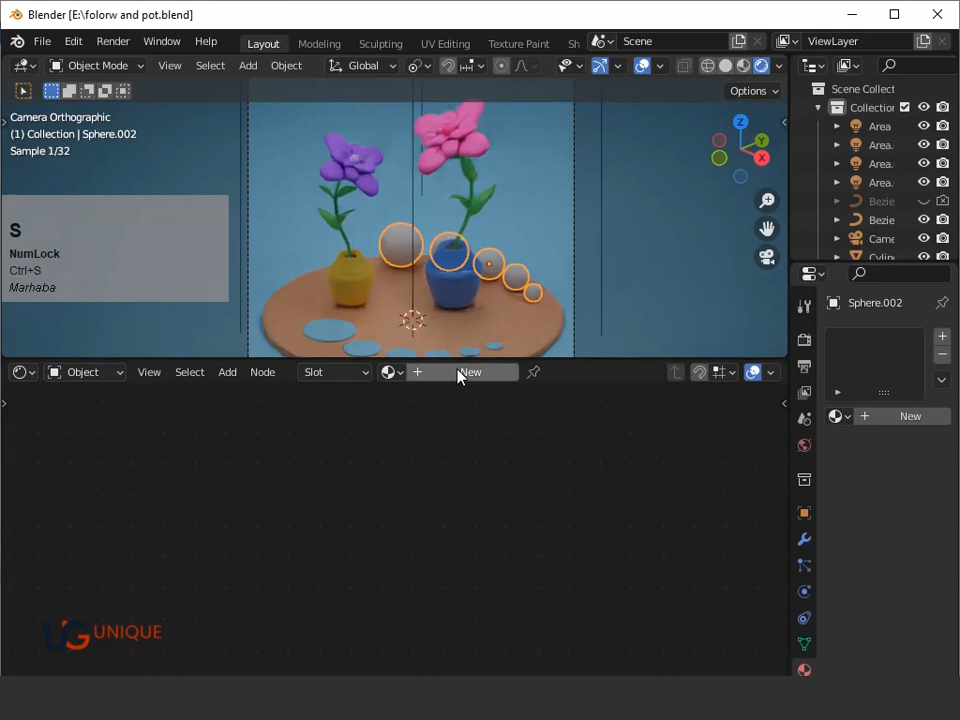 Blender [E:\folorw and pot.blend]
File Edit Render Window Help Layout Modeling Sculpting UV Editing Texture Paint Sh Scene ViewLayer
Object Mode View Select Add Object Global
Options
Camera Orthographic
(1) Collection | Sphere.002
Sample 1/32
Z
Y
X
S
NumLock
Ctrl+S
Marhaba
Scene Collect
Collection
Area
Area.
Area.
Area.
Bezie
Bezie
Came
Cylin
Object View Select Add Node Slot New
Sphere.002
New
UG UNIQUE